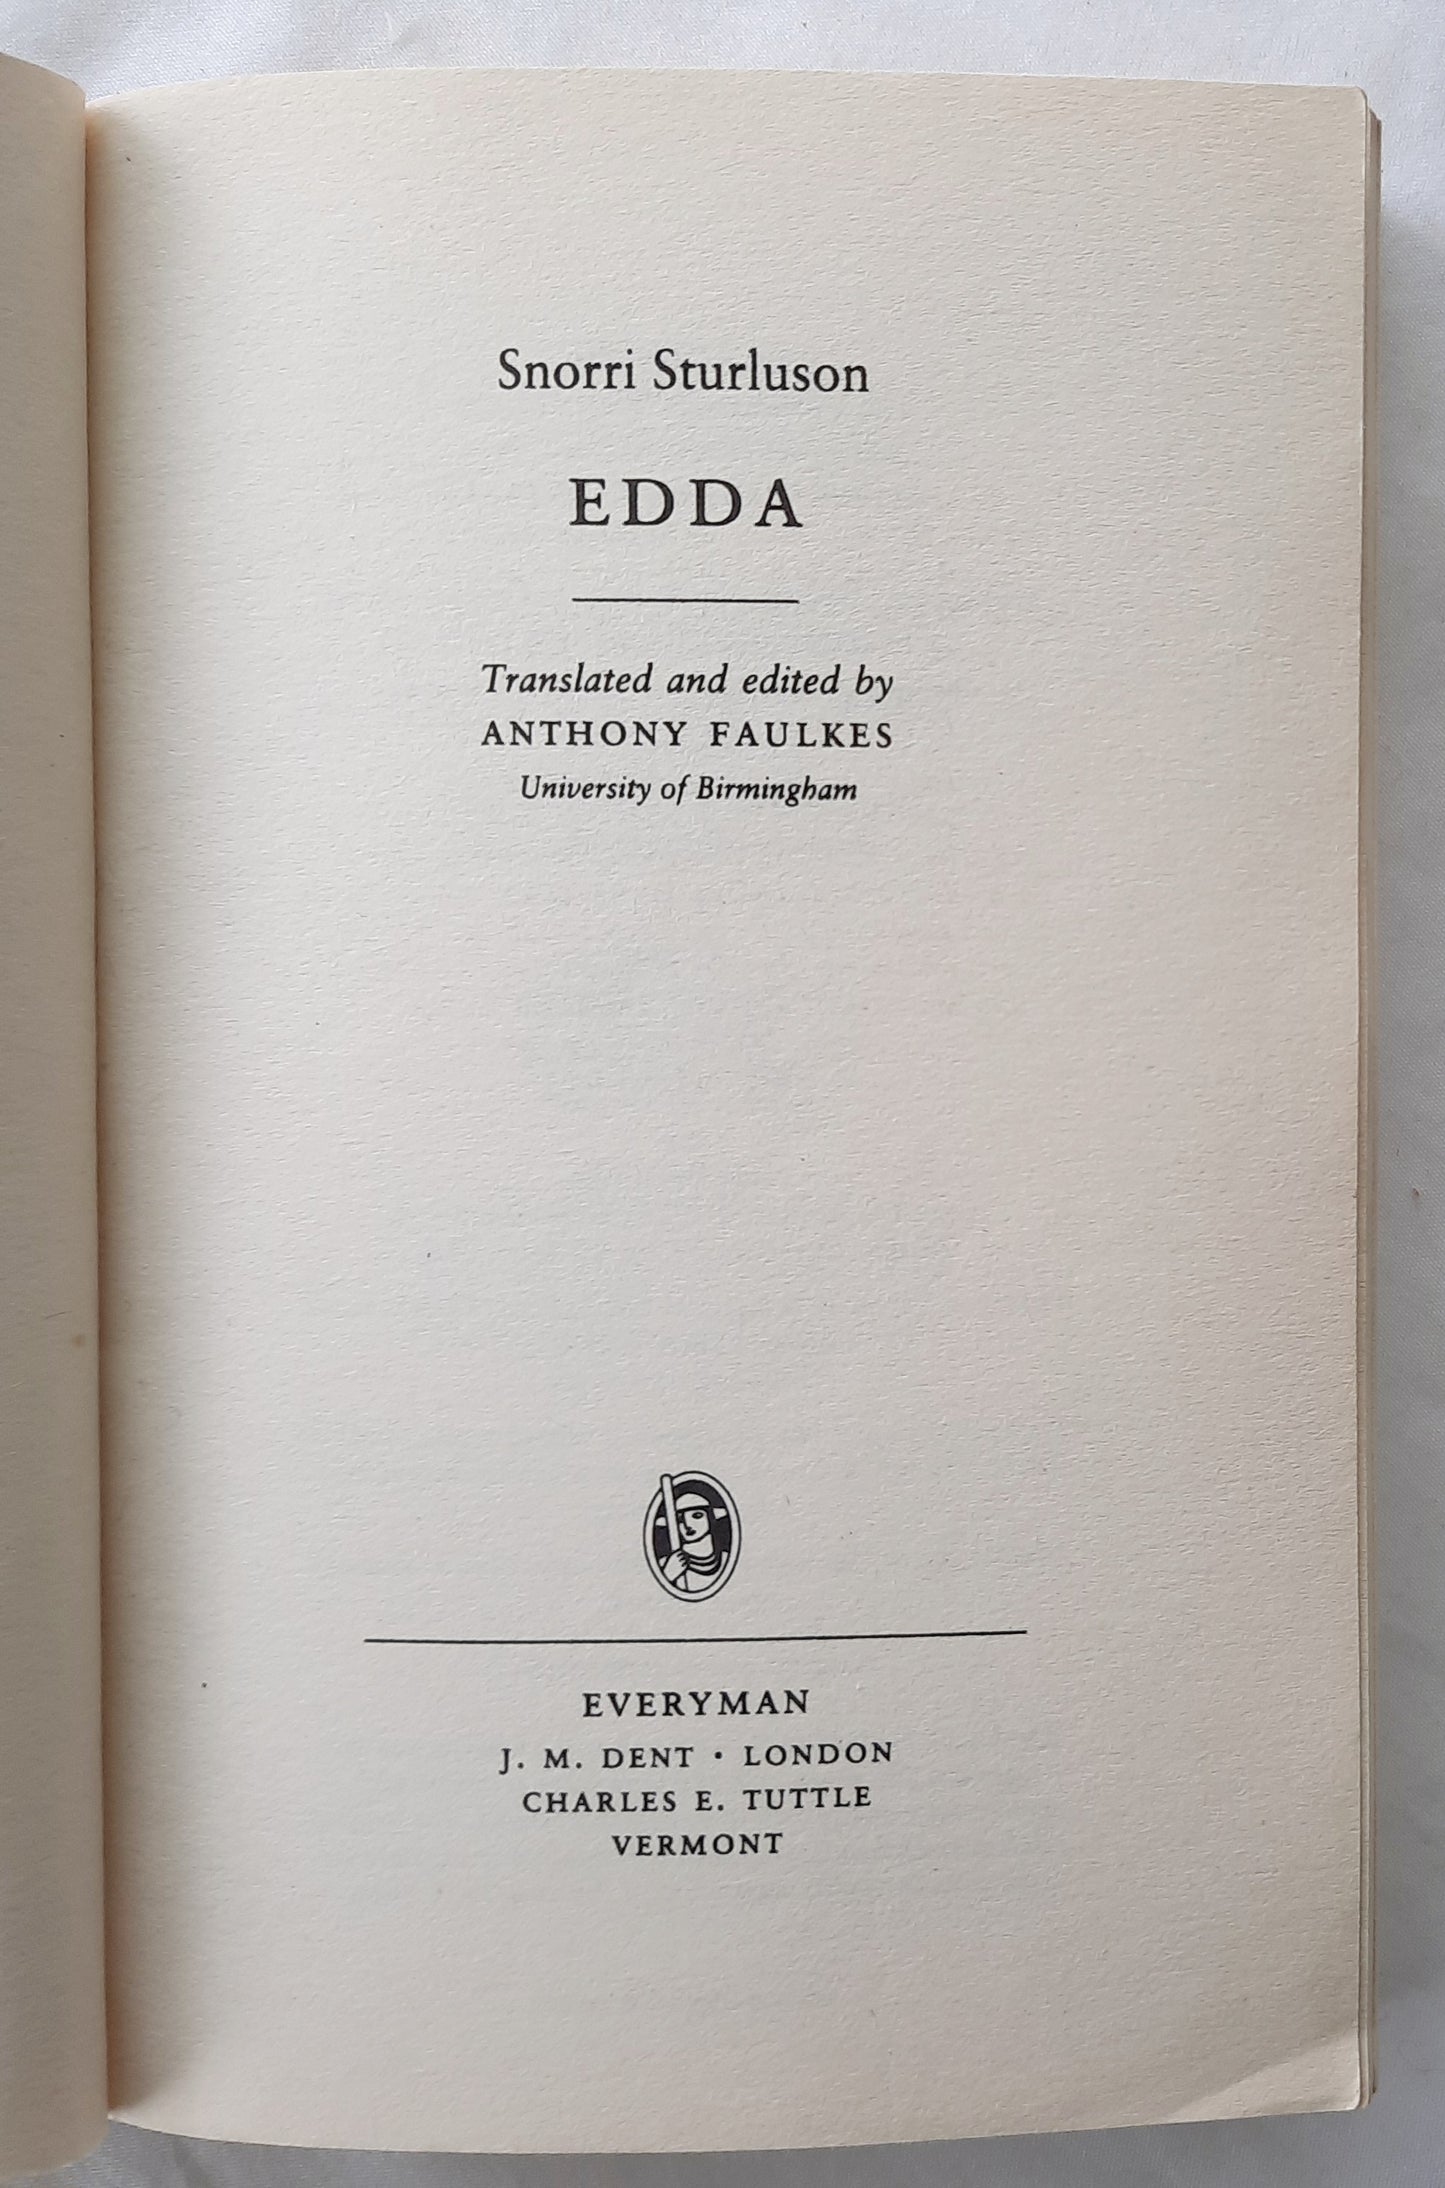 Snorri Sturluson
EDDA
Translated and edited by
ANTHONY FAULKES
University of Birmingham
EVERYMAN
J. M. DENT · LONDON
CHARLES E. TUTTLE
VERMONT